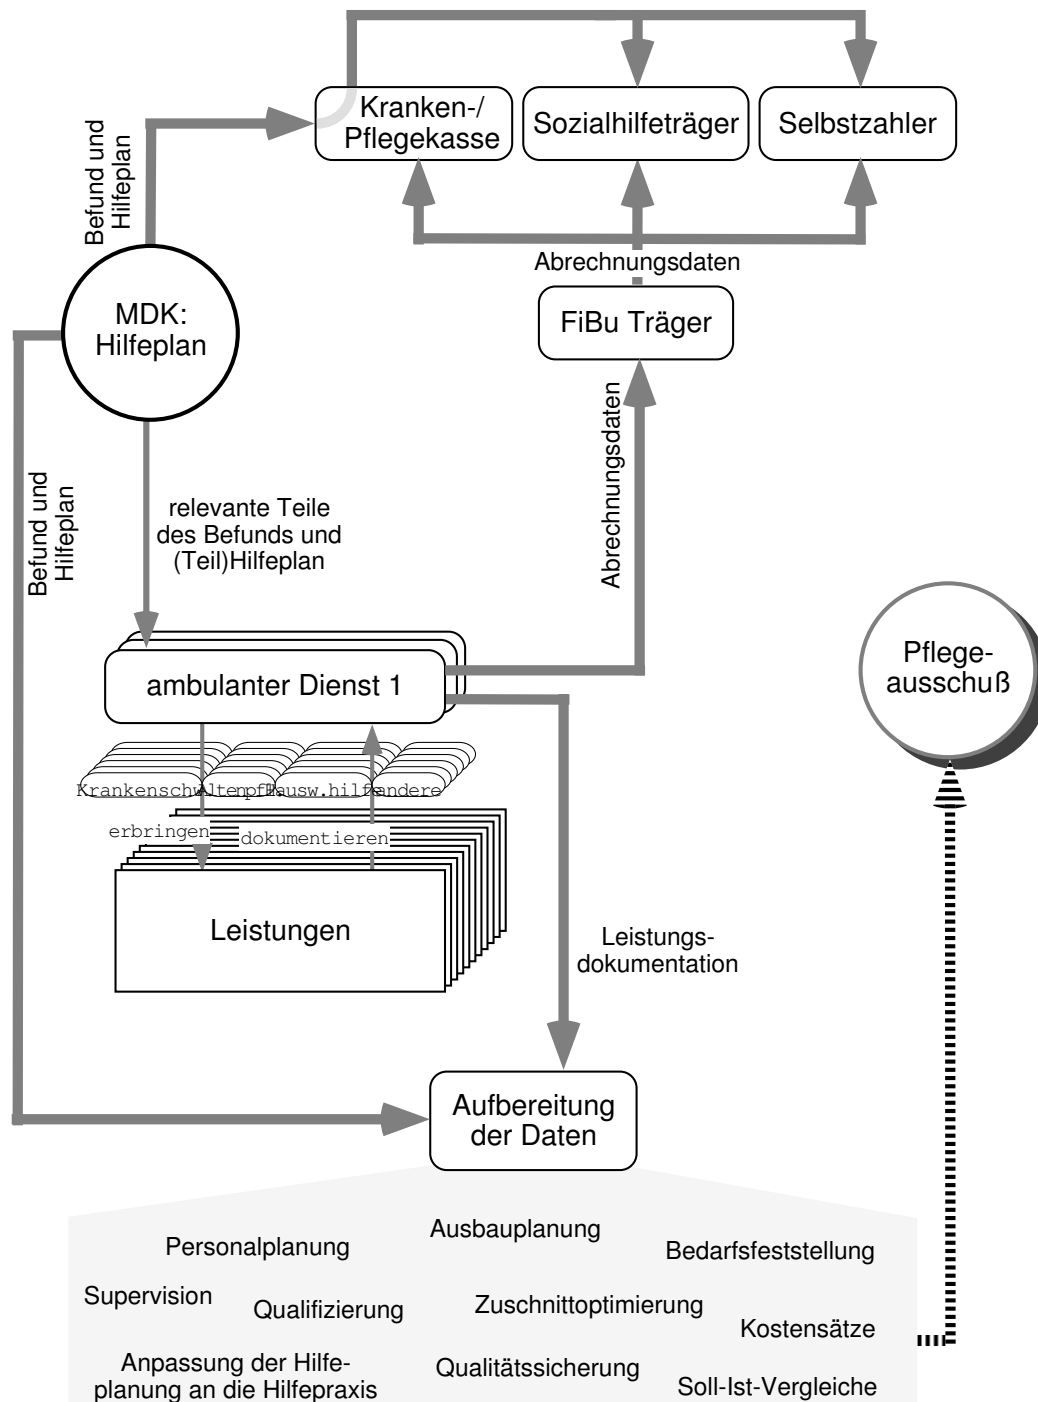 Kranken-/
Pflegekasse
Sozialhilfeträger
Selbstzahler
Befund und
Hilfeplan
Abrechnungsdaten
MDK:
Hilfeplan
FiBu Träger
Abrechnungsdaten
Befund und
Hilfeplan
relevante Teile
des Befunds und
(Teil)Hilfeplan
Pflege-
ausschuß
ambulanter Dienst 1
andere
erbringen
dokumentieren
Leistungen
Leistungs-
dokumentation
Aufbereitung
der Daten
Ausbauplanung
Personalplanung
Bedarfsfeststellung
Supervision
Qualifizierung
Zuschnittoptimierung
Kostensätze
Anpassung der Hilfe-
planung an die Hilfepraxis
Qualitätssicherung
Soll-Ist-Vergleiche